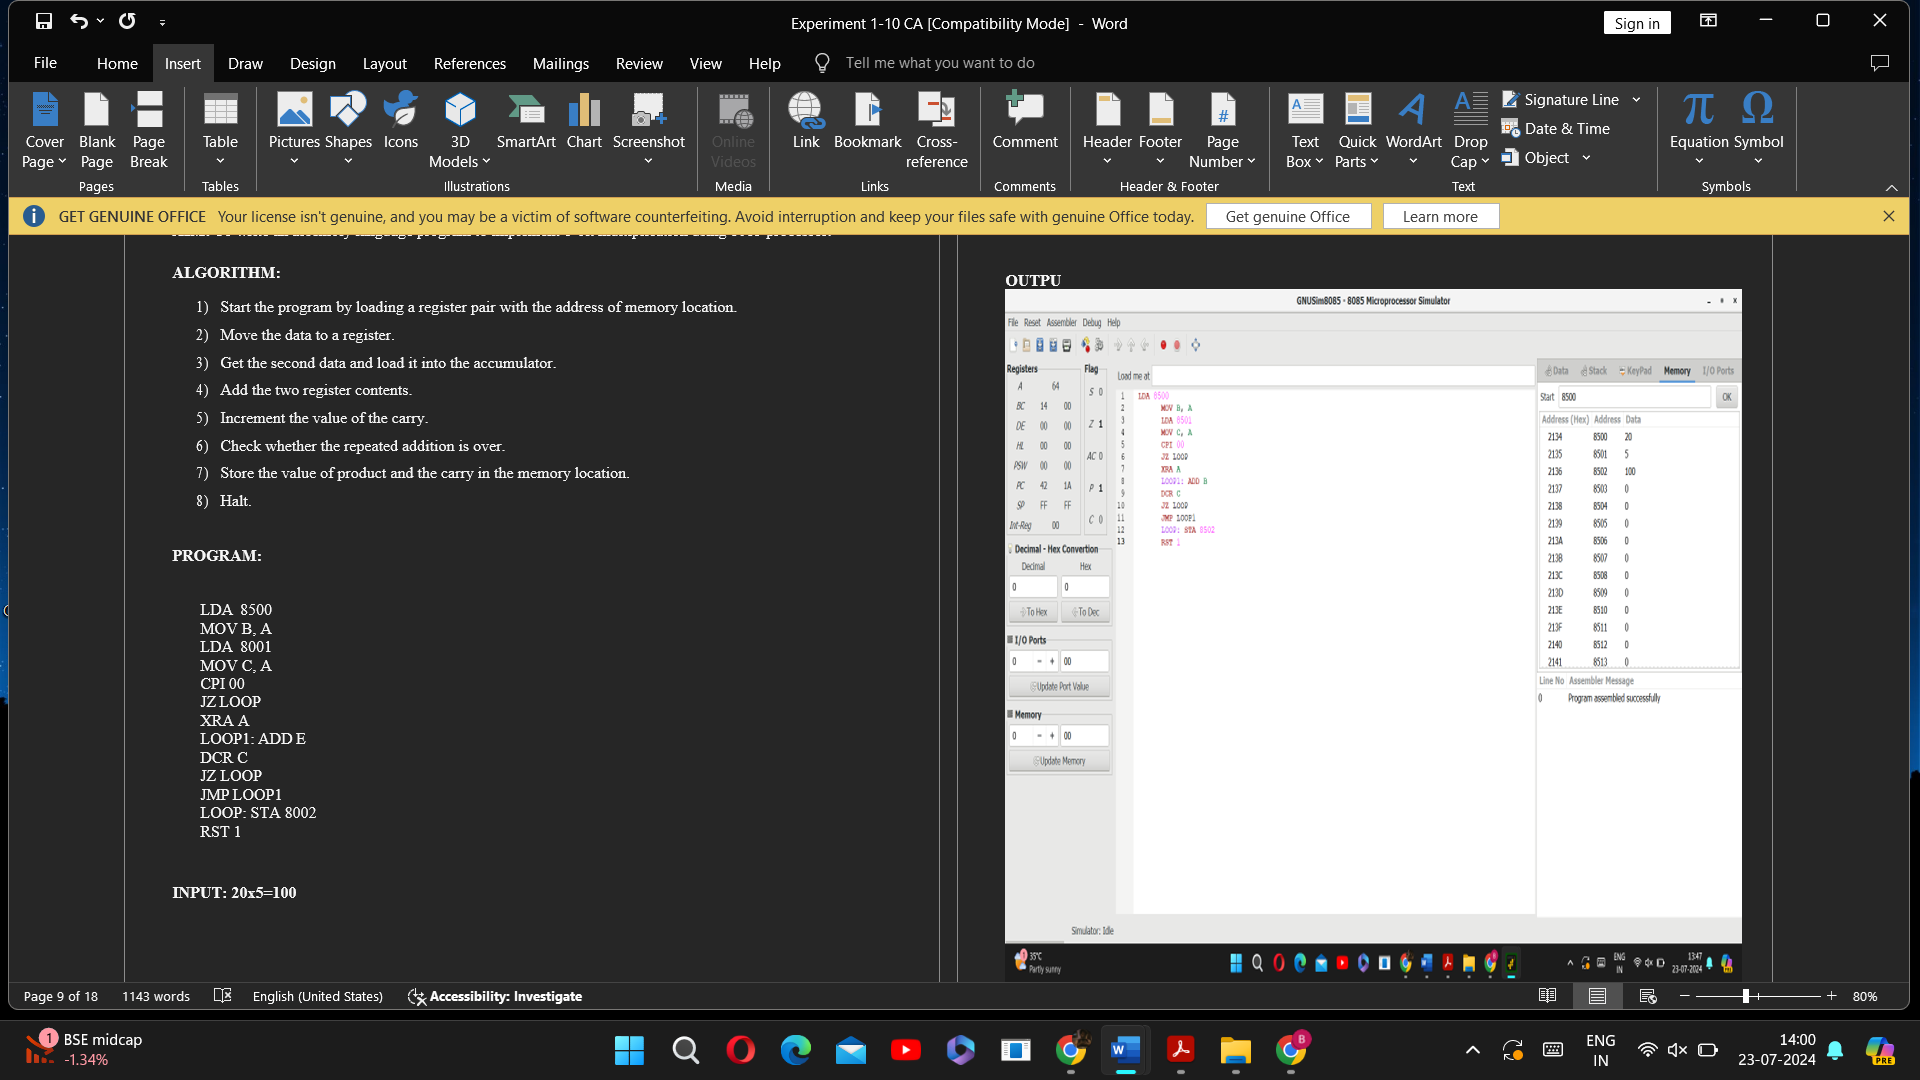 Experiment 1-10 CA [Compatibility Mode] - Word
Sign in
File Home Insert Draw Design Layout References Mailings Review View Help Tell me what you want to do
Cover Page
Blank Page
Page Break
Pages
Table
Tables
Pictures
Shapes
Icons
3D Models
SmartArt
Chart
Screenshot
Illustrations
Online Videos
Media
Link
Bookmark
Cross-reference
Links
Comment
Comments
Header
Footer
Page Number
Header & Footer
Text Box
Quick Parts
WordArt
Drop Cap
Signature Line
Date & Time
Object
Text
Equation
Symbol
Symbols
GET GENUINE OFFICE Your license isn't genuine, and you may be a victim of software counterfeiting. Avoid interruption and keep your files safe with genuine Office today. Get genuine Office Learn more
ALGORITHM:
1) Start the program by loading a register pair with the address of memory location.
2) Move the data to a register.
3) Get the second data and load it into the accumulator.
4) Add the two register contents.
5) Increment the value of the carry.
6) Check whether the repeated addition is over.
7) Store the value of product and the carry in the memory location.
8) Halt.
PROGRAM:
LDA 8500
MOV B, A
LDA 8001
MOV C, A
CPI 00
JZ LOOP
XRA A
LOOP1: ADD E
DCR C
JZ LOOP
JMP LOOP1
LOOP: STA 8002
RST 1
INPUT: 20x5=100
OUTPU
GNUSim8085 - 8085 Microprocessor Simulator
File Reset Assembler Debug Help
Registers
A 64
BC 14 00
DE 00 00
HL 00 00
PSW 00 00
PC 42 1A
SP FF FF
Int-Reg 00
Flag
S 0
Z 1
AC 0
P 1
C 0
Decimal - Hex Convertion
Decimal Hex
0 0
To Hex To Dec
I/O Ports
0 - + 00
Update Port Value
Memory
0 - + 00
Update Memory
Load me at
1 LDA 8500
2 MOV B, A
3 LDA 8501
4 MOV C, A
5 CPI 00
6 JZ LOOP
7 XRA A
8 LOOP1: ADD B
9 DCR C
10 JZ LOOP
11 JMP LOOP1
12 LOOP: STA 8502
13 RST 1
Data Stack KeyPad Memory I/O Ports
Start 8500 OK
Address (Hex) Address Data
2134 8500 20
2135 8501 5
2136 8502 100
2137 8503 0
2138 8504 0
2139 8505 0
213A 8506 0
213B 8507 0
213C 8508 0
213D 8509 0
213E 8510 0
213F 8511 0
2140 8512 0
2141 8513 0
Line No Assembler Message
0 Program assembled successfully
Simulator: Idle
35°C
Partly sunny
ENG
IN
13:47
23-07-2024
Page 9 of 18 1143 words English (United States) Accessibility: Investigate 80%
1
BSE midcap
-1.34%
B
ENG
IN
14:00
23-07-2024
PRE